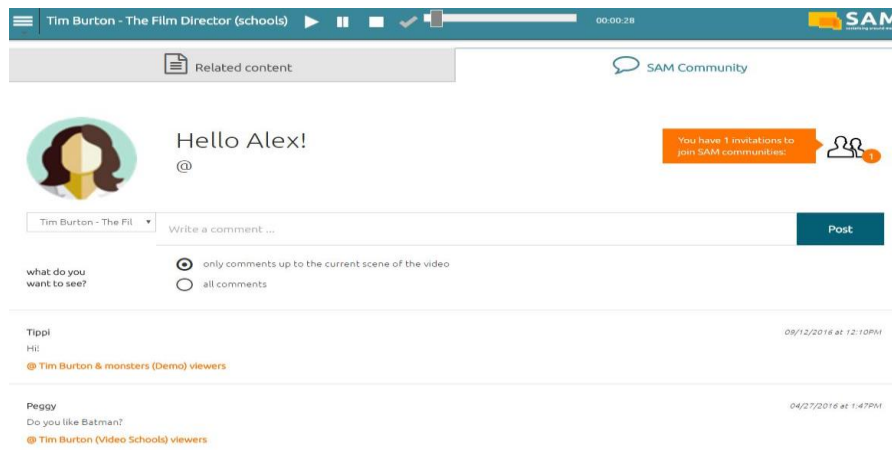 Tim Burton - The Film Director (schools)
00:00:28
SAM
Related content
SAM Community
Hello Alex!
@
You have 1 invitations to
join SAM communities:
1
Tim Burton - The Fil
Write a comment ...
Post
what do you
want to see?
only comments up to the current scene of the video
all comments
Tippi
09/12/2016 at 12:10PM
Hi!
@ Tim Burton & monsters (Demo) viewers
Peggy
04/27/2016 at 1:47PM
Do you like Batman?
@ Tim Burton (Video Schools) viewers